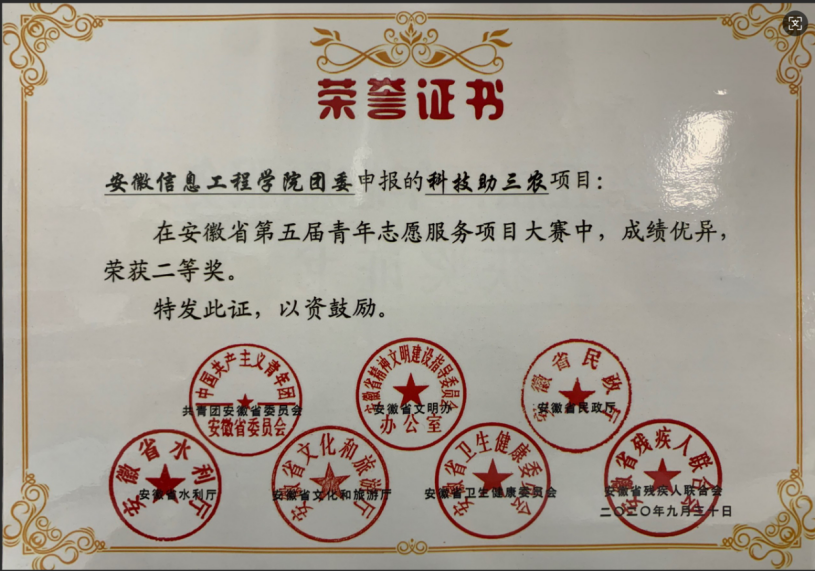 荣誉证书
安徽信息工程学院团委申报的科技助三农项目：
在安徽省第五届青年志愿服务项目大赛中，成绩优异，
荣获二等奖。
特发此证，以资鼓励。
中国共产主义青年团
安徽省委员会
共青团安徽省委员会
安徽省精神文明建设指导委员会
办公室
安徽省文明办
安徽省民政厅
安徽省民政厅
安徽省水利厅
安徽省水利厅
安徽省文化和旅游厅
安徽省文化和旅游厅
安徽省卫生健康委员会
安徽省卫生健康委员会
安徽省残疾人联合会
安徽省残疾人联合会
二〇二〇年九月三十日